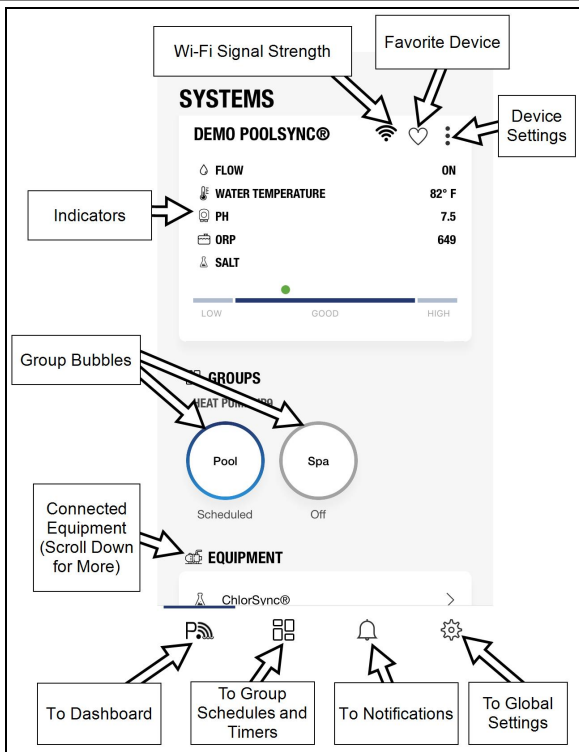 Wi-Fi Signal Strength
Favorite Device
SYSTEMS
DEMO POOLSYNC®
Device
Settings
FLOW ON
WATER TEMPERATURE 82° F
Indicators
PH 7.5
ORP 649
SALT
LOW GOOD HIGH
Group Bubbles
GROUPS
HEAT PUMP
Pool
Spa
Scheduled
Off
Connected
Equipment
(Scroll Down
for More)
EQUIPMENT
ChlorSync®
P
To Dashboard
To Group
Schedules and
Timers
To Notifications
To Global
Settings